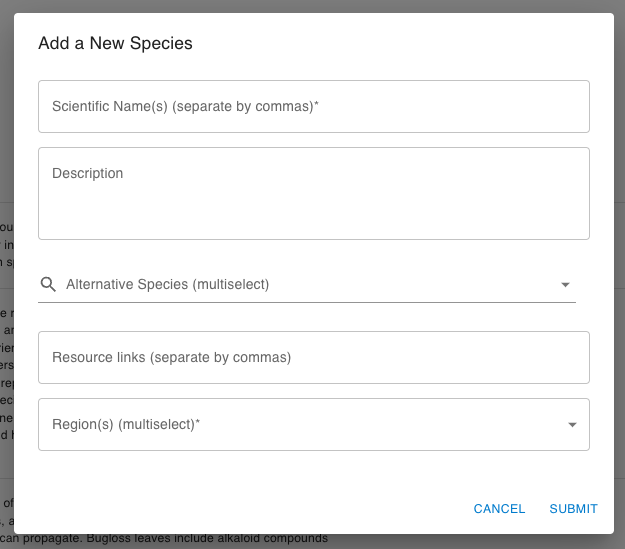 Add a New Species
Scientific Name(s) (separate by commas)*
Description
Alternative Species (multiselect)
Resource links (separate by commas)
Region(s) (multiselect)*
CANCEL
SUBMIT
can propagate. Bugloss leaves include alkaloid compounds